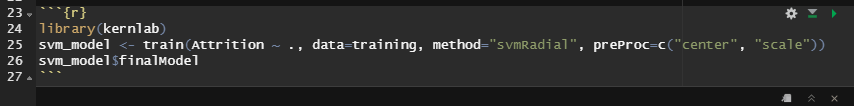 23 ```{r}
24 library(kernlab)
25 svm_model <- train(Attrition ~ ., data=training, method="svmRadial", preProc=c("center", "scale"))
26 svm_model$finalModel
27 ```